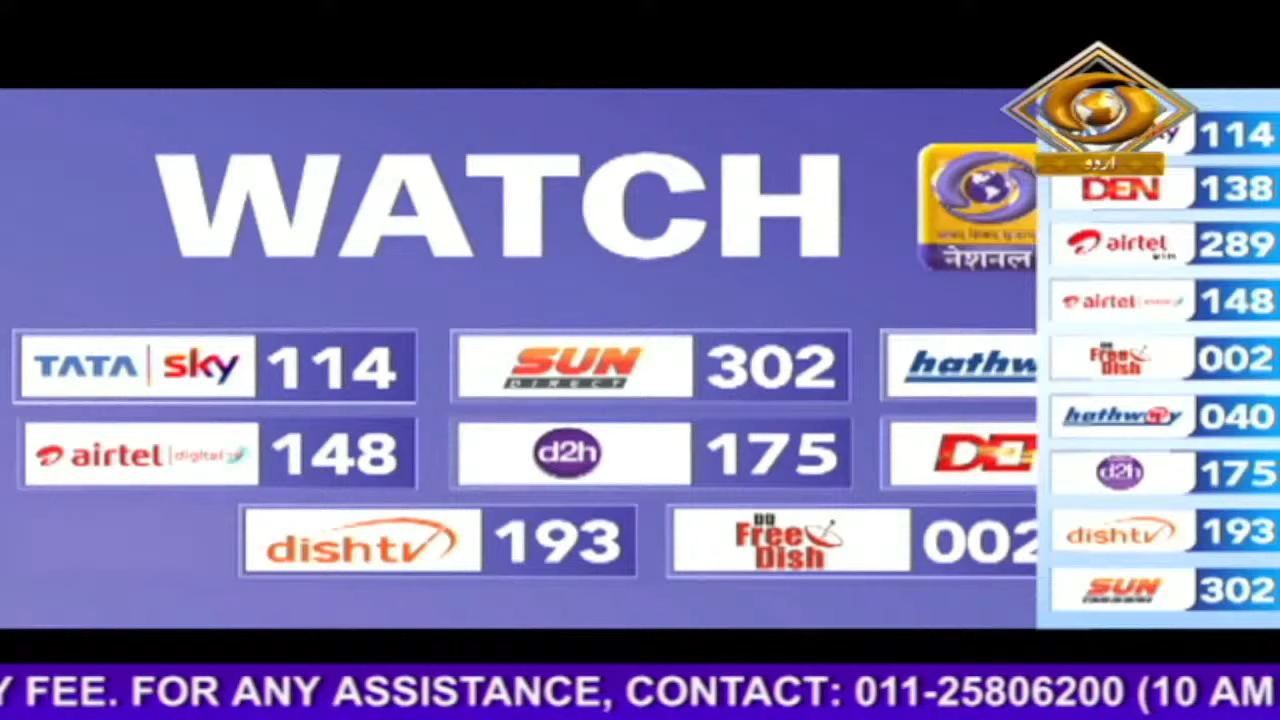 WATCH
नेशनल
TATA sky 114
SUN DIRECT 302
airtel digital 148
d2h 175
dishtv 193
DD Free Dish 002
اردو
114
DEN 138
airtel 289
airtel 148
Free Dish 002
hathway 040
d2h 175
dishtv 193
SUN 302
Y FEE. FOR ANY ASSISTANCE, CONTACT: 011-25806200 (10 AM